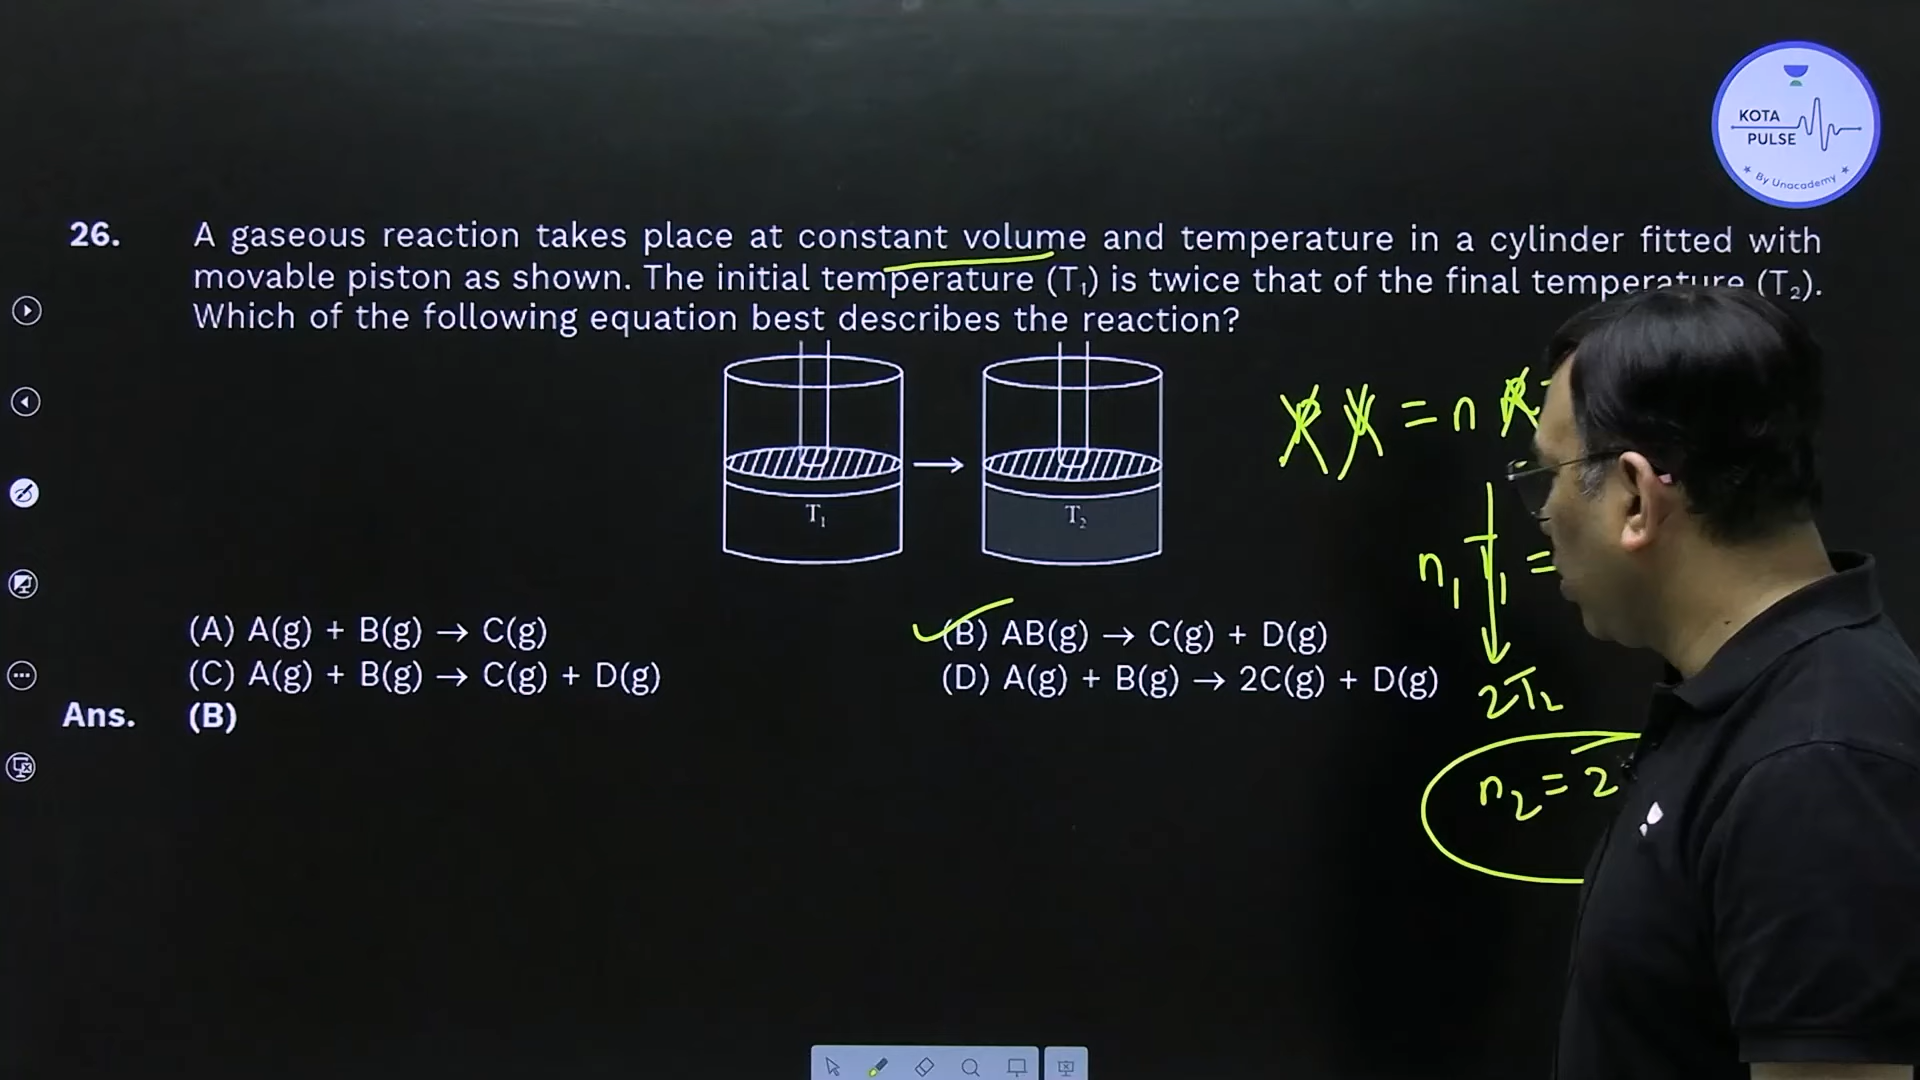 KOTA
PULSE
★ By Unacademy ★
26. A gaseous reaction takes place at constant volume and temperature in a cylinder fitted with
movable piston as shown. The initial temperature (T₁) is twice that of the final temperature (T₂).
Which of the following equation best describes the reaction?
T₁
T₂
= n
n₁ T₁ =
2T₂
n₂ = 2
(A) A(g) + B(g) → C(g)
(B) AB(g) → C(g) + D(g)
(C) A(g) + B(g) → C(g) + D(g)
(D) A(g) + B(g) → 2C(g) + D(g)
Ans. (B)